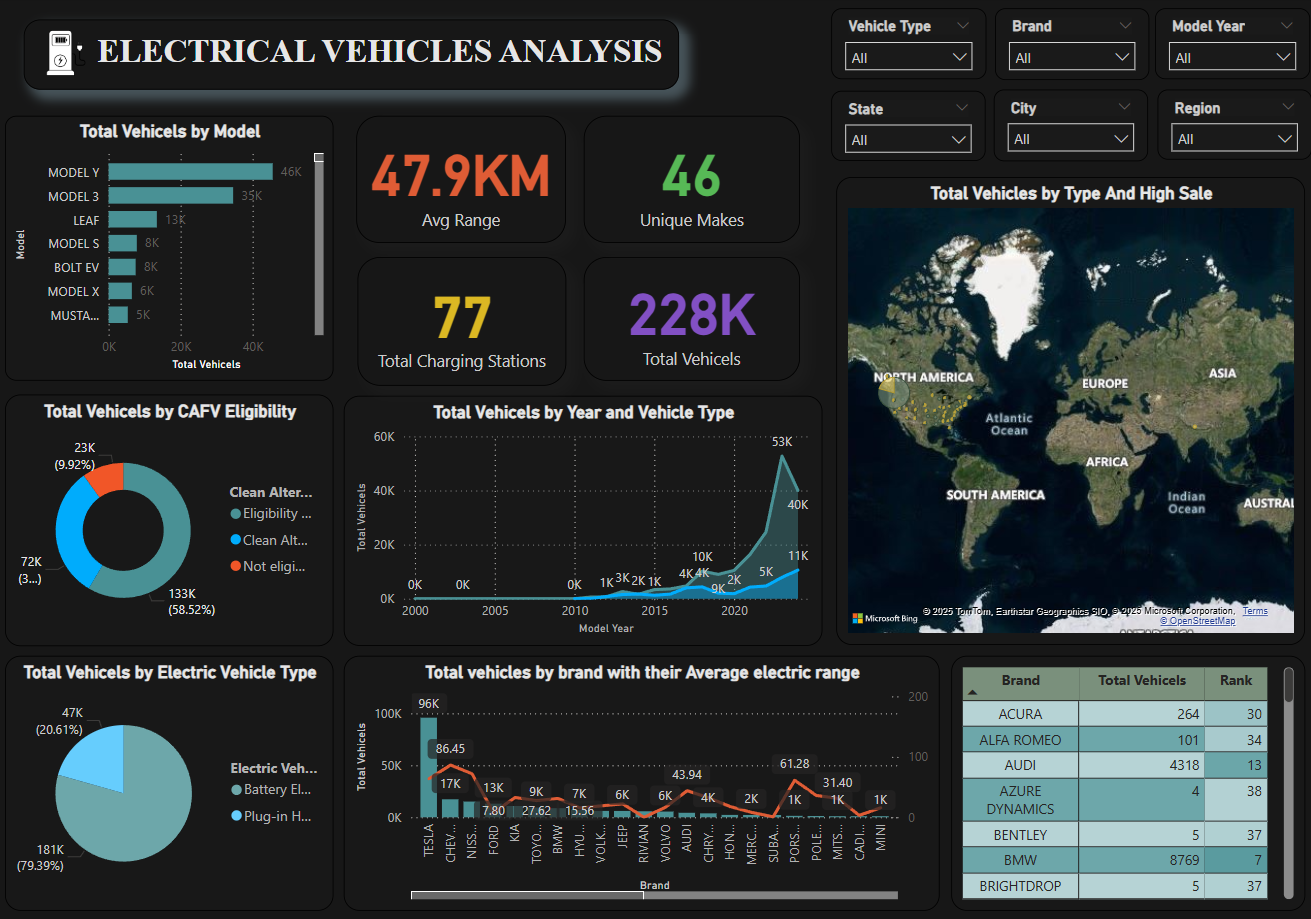 ELECTRICAL VEHICLES ANALYSIS
Vehicle Type
All
Brand
All
Model Year
All
State
All
City
All
Region
All
Total Vehicels by Model
Model
MODEL Y 46K
MODEL 3 35K
LEAF 13K
MODEL S 8K
BOLT EV 8K
MODEL X 6K
MUSTA... 5K
0K 20K 40K
Total Vehicels
47.9KM
Avg Range
46
Unique Makes
77
Total Charging Stations
228K
Total Vehicels
Total Vehicles by Type And High Sale
NORTH AMERICA
EUROPE
ASIA
Atlantic
Ocean
AFRICA
SOUTH AMERICA
Indian
Ocean
AUSTRAL
Microsoft Bing
© 2025 TomTom, Earthstar Geographics SIO, © 2025 Microsoft Corporation, Terms
© OpenStreetMap
ANTARCTICA
Total Vehicels by CAFV Eligibility
23K
(9.92%)
72K
(3...)
133K
(58.52%)
Clean Alter...
Eligibility ...
Clean Alt...
Not eligi...
Total Vehicels by Year and Vehicle Type
Total Vehicels
60K
40K
20K
0K
0K 0K 0K 1K 3K 2K 1K 4K 4K 10K 9K 2K 5K 53K 40K 11K
2000 2005 2010 2015 2020
Model Year
Total Vehicels by Electric Vehicle Type
47K
(20.61%)
181K
(79.39%)
Electric Veh...
Battery El...
Plug-in H...
Total vehicles by brand with their Average electric range
Total Vehicels
100K
50K
0K
200
100
0
96K
86.45
17K 13K 7.80 9K 27.62 7K 15.56 6K 6K 43.94 4K 2K 61.28 1K 31.40 1K 1K
TESLA CHEV... NISS... FORD KIA TOYO... BMW HYU... VOLK... JEEP RIVIAN VOLVO AUDI CHRY... HON... MERC... SUBA... PORS... POLE... MITS... CADI... MINI
Brand
Brand Total Vehicels Rank
ACURA 264 30
ALFA ROMEO 101 34
AUDI 4318 13
AZURE
DYNAMICS 4 38
BENTLEY 5 37
BMW 8769 7
BRIGHTDROP 5 37